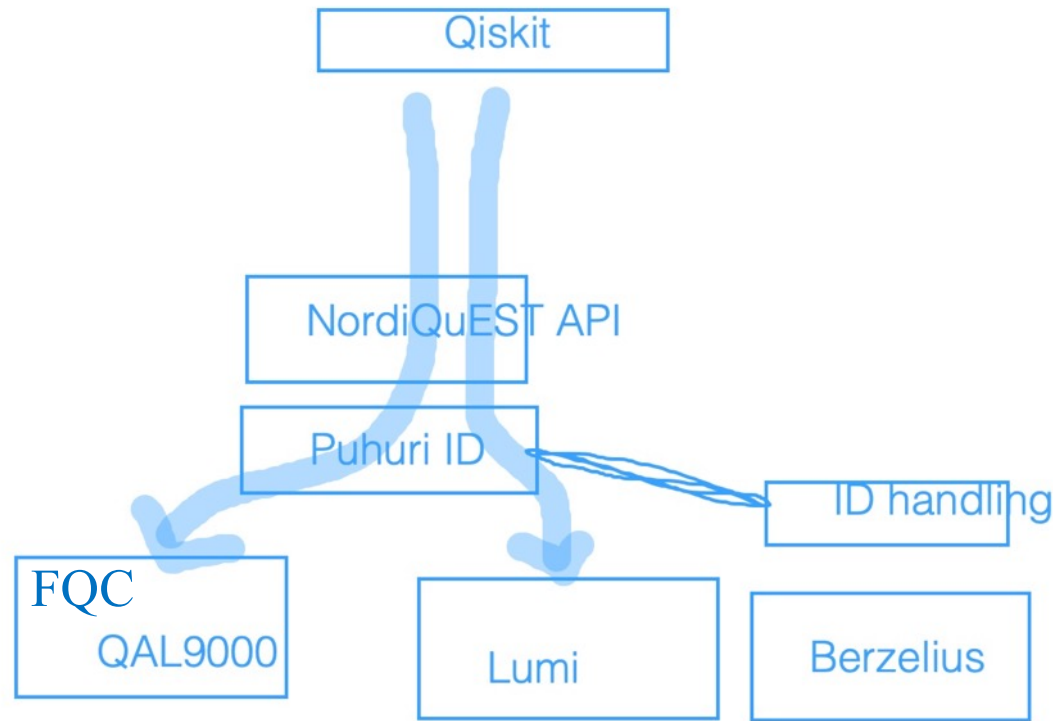 Qiskit
NordiQuEST API
Puhuri ID
ID handling
FQC
QAL9000
Lumi
Berzelius